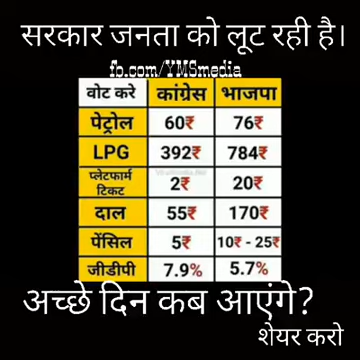 सरकार जनता को लूट रही है।
fb.com/YMSmedia
वोट करे कांग्रेस भाजपा
पेट्रोल 60₹ 76₹
LPG 392₹ 784₹
प्लेटफार्म टिकट 2₹ 20₹
दाल 55₹ 170₹
पेंसिल 5₹ 10₹ - 25₹
जीडीपी 7.9% 5.7%
अच्छे दिन कब आएंगे?
शेयर करो